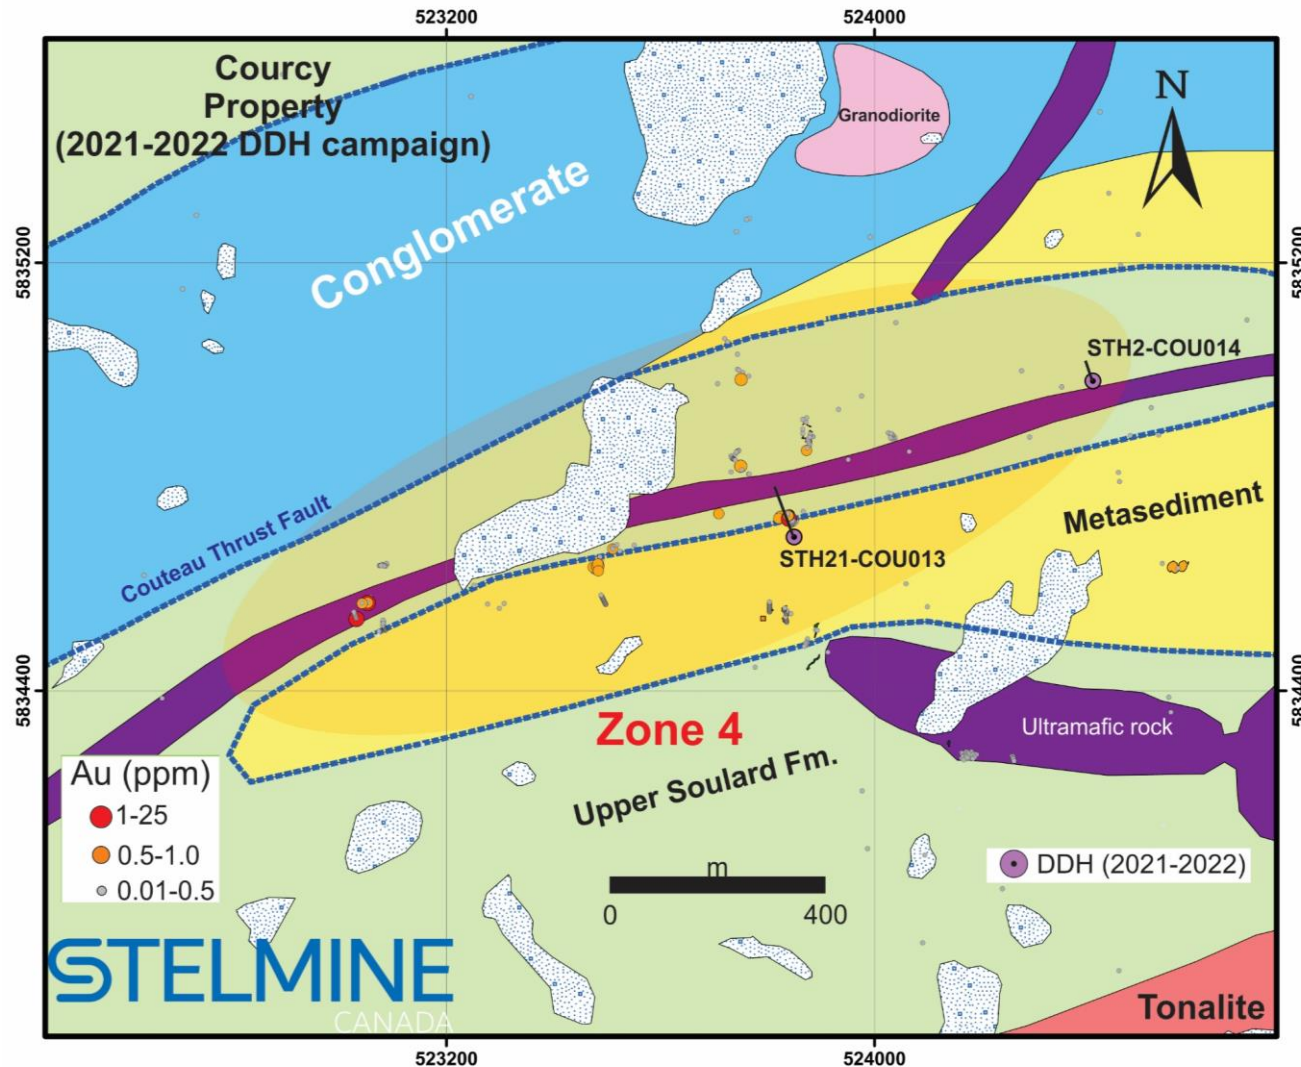 523200
524000
Courcy
Property
(2021-2022 DDH campaign)
Granodiorite
N
Conglomerate
5835200
5835200
STH2-COU014
Metasediment
Couteau Thrust Fault
STH21-COU013
5834400
5834400
Zone 4
Ultramafic rock
Upper Soulard Fm.
Au (ppm)
1-25
0.5-1.0
0.01-0.5
m
0 400
DDH (2021-2022)
STELMINE
CANADA
Tonalite
523200
524000